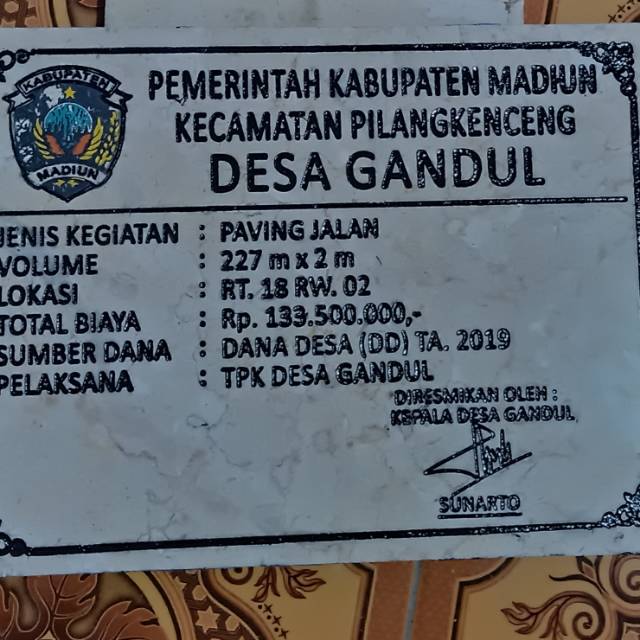 KABUPATEN
MADIUN
PEMERINTAH KABUPATEN MADIUN
KECAMATAN PILANGKENCENG
DESA GANDUL
JENIS KEGIATAN : PAVING JALAN
VOLUME : 227 m x 2 m
LOKASI : RT. 18 RW. 02
TOTAL BIAYA : Rp. 133.500.000,-
SUMBER DANA : DANA DESA (DD) TA. 2019
PELAKSANA : TPK DESA GANDUL
DIRESMIKAN OLEH :
KEPALA DESA GANDUL
SUNARTO